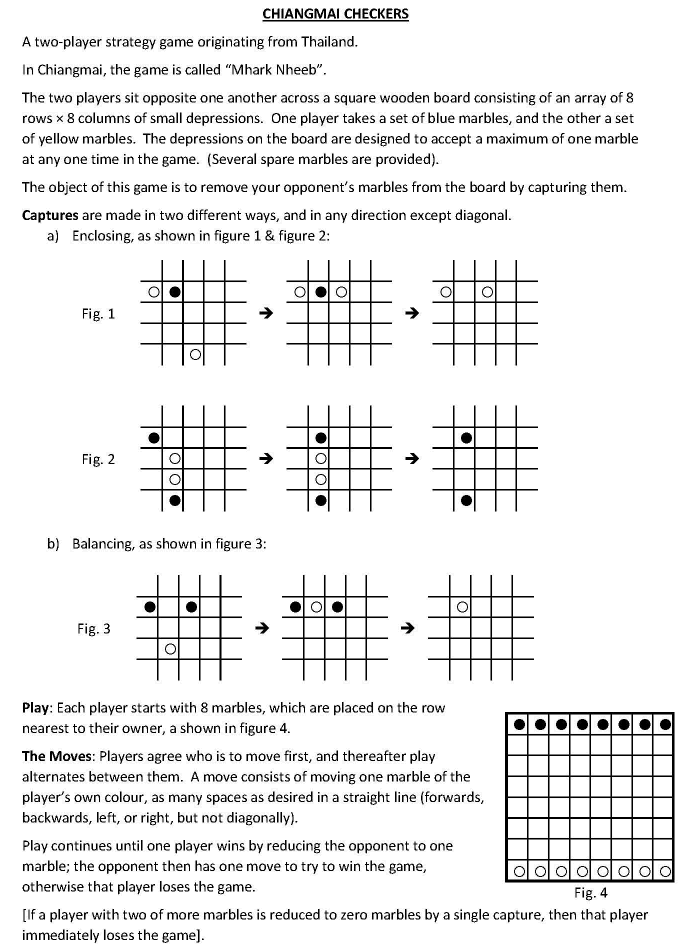 CHIANGMAI CHECKERS
A two-player strategy game originating from Thailand.
In Chiangmai, the game is called “Mhark Nheeb”.
The two players sit opposite one another across a square wooden board consisting of an array of 8
rows × 8 columns of small depressions.  One player takes a set of blue marbles, and the other a set
of yellow marbles.  The depressions on the board are designed to accept a maximum of one marble
at any one time in the game.  (Several spare marbles are provided).
The object of this game is to remove your opponent’s marbles from the board by capturing them.
Captures are made in two different ways, and in any direction except diagonal.
a) Enclosing, as shown in figure 1 & figure 2:
Fig. 1
Fig. 2
b) Balancing, as shown in figure 3:
Fig. 3
Play: Each player starts with 8 marbles, which are placed on the row
nearest to their owner, a shown in figure 4.
The Moves: Players agree who is to move first, and thereafter play
alternates between them.  A move consists of moving one marble of the
player’s own colour, as many spaces as desired in a straight line (forwards,
backwards, left, or right, but not diagonally).
Play continues until one player wins by reducing the opponent to one
marble; the opponent then has one move to try to win the game,
otherwise that player loses the game.
Fig. 4
[If a player with two of more marbles is reduced to zero marbles by a single capture, then that player
immediately loses the game].